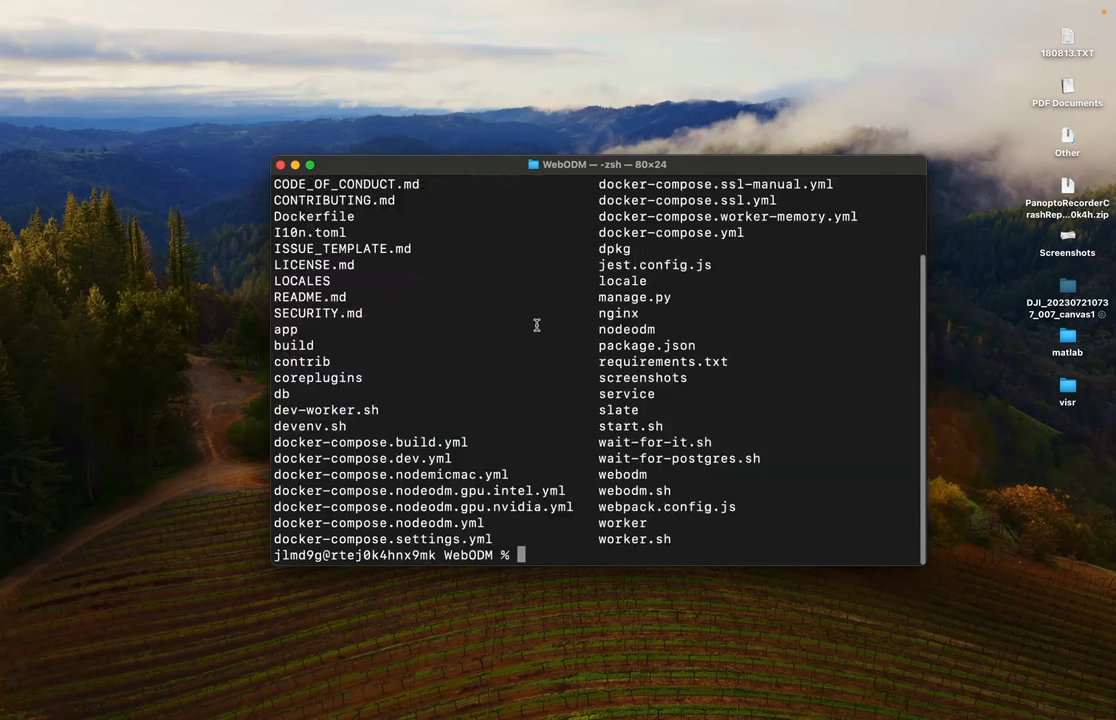 WebODM — -zsh — 80×24
CODE_OF_CONDUCT.md docker-compose.ssl-manual.yml
CONTRIBUTING.md docker-compose.ssl.yml
Dockerfile docker-compose.worker-memory.yml
I10n.toml docker-compose.yml
ISSUE_TEMPLATE.md dpkg
LICENSE.md jest.config.js
LOCALES locale
README.md manage.py
SECURITY.md nginx
app nodeodm
build package.json
contrib requirements.txt
coreplugins screenshots
db service
dev-worker.sh slate
devenv.sh start.sh
docker-compose.build.yml wait-for-it.sh
docker-compose.dev.yml wait-for-postgres.sh
docker-compose.nodemicmac.yml webodm
docker-compose.nodeodm.gpu.intel.yml webodm.sh
docker-compose.nodeodm.gpu.nvidia.yml webpack.config.js
docker-compose.nodeodm.yml worker
docker-compose.settings.yml worker.sh
jlmd9g@rtej0k4hnx9mk WebODM %
180813.TXT
PDF Documents
Other
PanoptoRecorderC
rashRep...0k4h.zip
Screenshots
DJI_20230721073
7_007_canvas1
matlab
visr